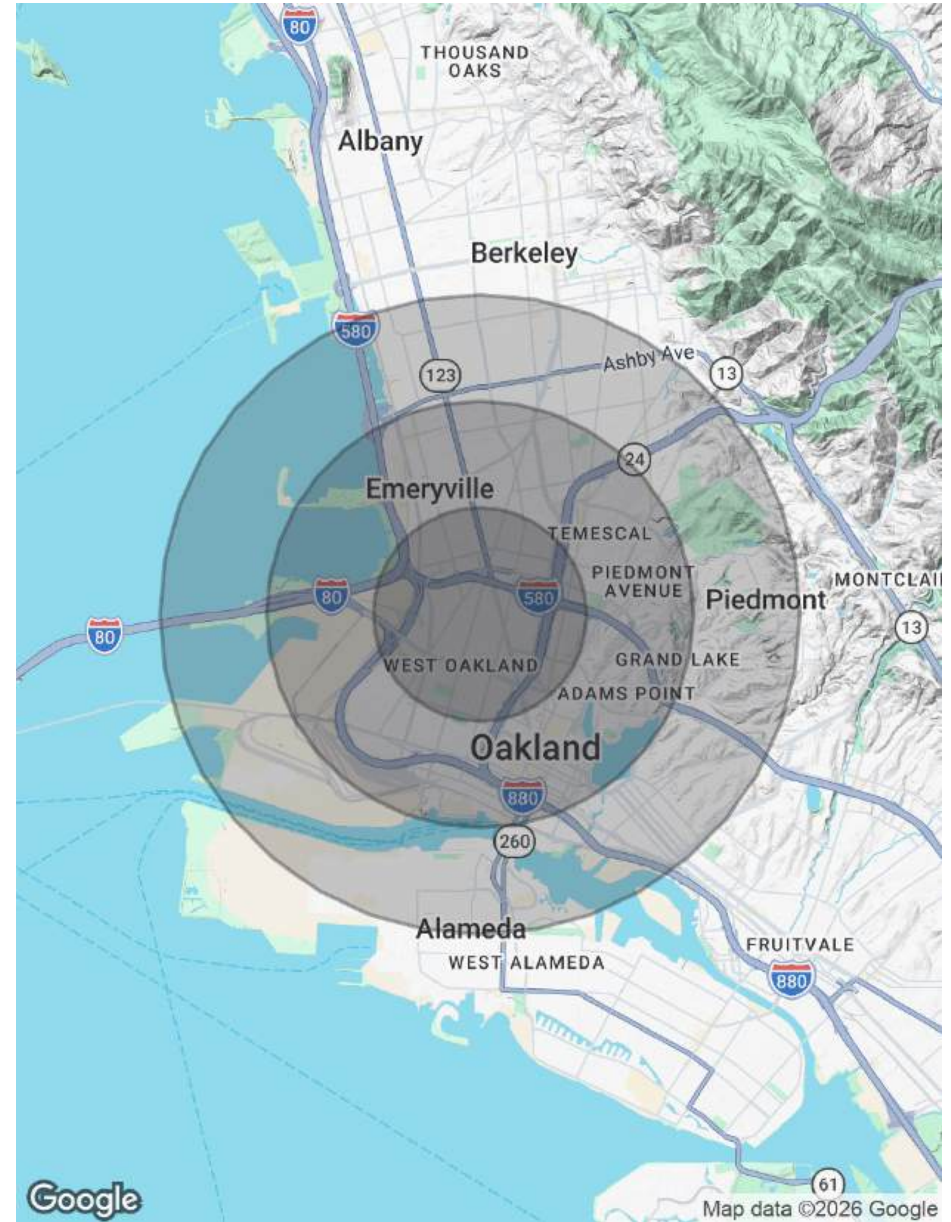 80
THOUSAND
OAKS
Albany
Berkeley
580
Ashby Ave
123
13
24
Emeryville
TEMESCAL
PIEDMONT
AVENUE
MONTCLAI
80
580
Piedmont
80
13
WEST OAKLAND
GRAND LAKE
ADAMS POINT
Oakland
880
260
Alameda
FRUITVALE
WEST ALAMEDA
880
61
Google
Map data ©2026 Google